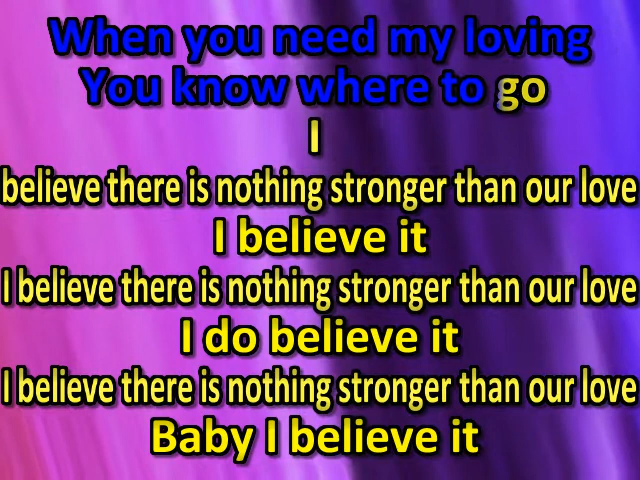 When you need my loving
You know where to go
I
believe there is nothing stronger than our love
I believe it
I believe there is nothing stronger than our love
I do believe it
I believe there is nothing stronger than our love
Baby I believe it